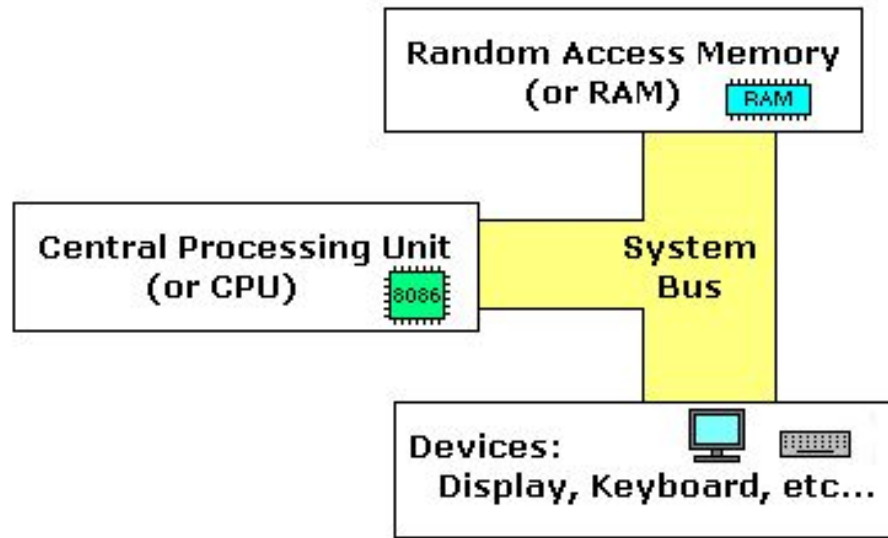 Random Access Memory
(or RAM)
RAM
Central Processing Unit
(or CPU)
8086
System
Bus
Devices:
Display, Keyboard, etc...